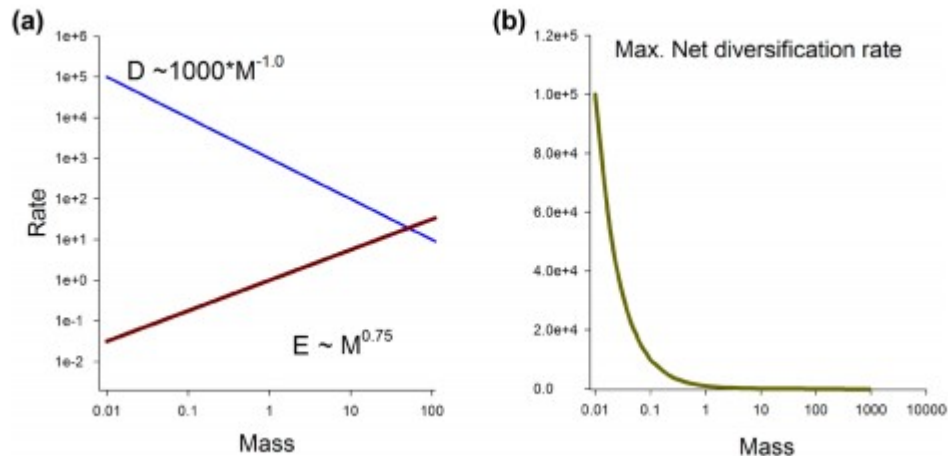 (a)
1e+6
1e+5
1e+4
1e+3
1e+2
1e+1
1e+0
1e-1
1e-2
Rate
D ~1000*M^-1.0
E ~ M^0.75
0.01 0.1 1 10 100
Mass
(b)
Max. Net diversification rate
1.2e+5
1.0e+5
8.0e+4
6.0e+4
4.0e+4
2.0e+4
0.0
0.01 0.1 1 10 100 1000 10000
Mass